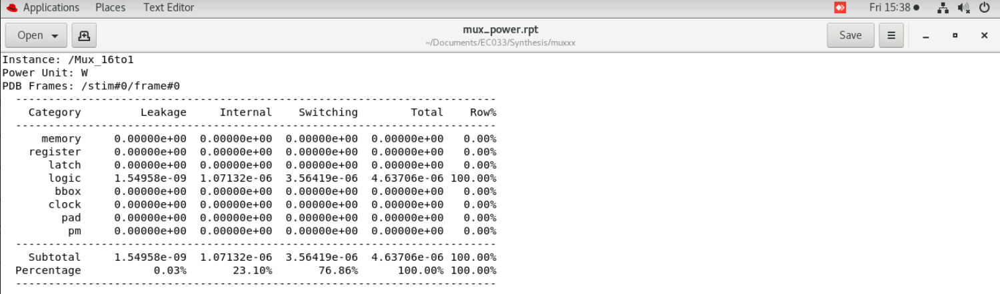 Applications Places Text Editor Fri 15:38
Open mux_power.rpt Save
~/Documents/EC033/Synthesis/muxxx
Instance: /Mux_16to1
Power Unit: W
PDB Frames: /stim#0/frame#0
-------------------------------------------------------------------------
Category Leakage Internal Switching Total Row%
-------------------------------------------------------------------------
memory 0.00000e+00 0.00000e+00 0.00000e+00 0.00000e+00 0.00%
register 0.00000e+00 0.00000e+00 0.00000e+00 0.00000e+00 0.00%
latch 0.00000e+00 0.00000e+00 0.00000e+00 0.00000e+00 0.00%
logic 1.54958e-09 1.07132e-06 3.56419e-06 4.63706e-06 100.00%
bbox 0.00000e+00 0.00000e+00 0.00000e+00 0.00000e+00 0.00%
clock 0.00000e+00 0.00000e+00 0.00000e+00 0.00000e+00 0.00%
pad 0.00000e+00 0.00000e+00 0.00000e+00 0.00000e+00 0.00%
pm 0.00000e+00 0.00000e+00 0.00000e+00 0.00000e+00 0.00%
-------------------------------------------------------------------------
Subtotal 1.54958e-09 1.07132e-06 3.56419e-06 4.63706e-06 100.00%
Percentage 0.03% 23.10% 76.86% 100.00% 100.00%
-------------------------------------------------------------------------